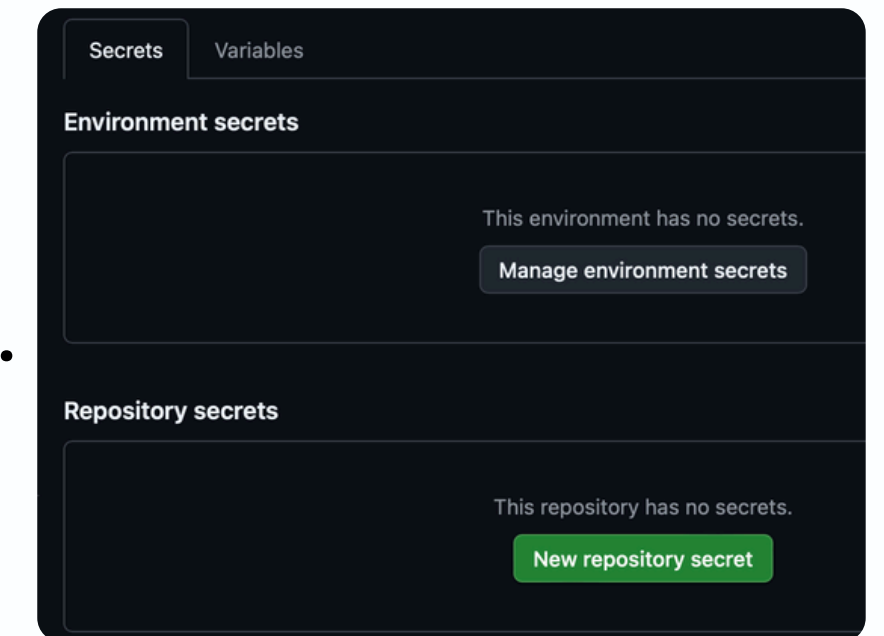 Secrets
Variables
Environment secrets
This environment has no secrets.
Manage environment secrets
Repository secrets
This repository has no secrets.
New repository secret